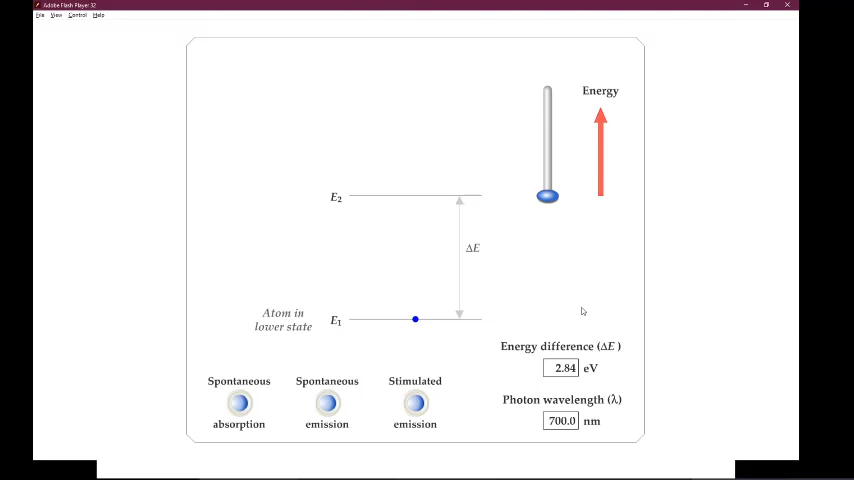 Adobe Flash Player 32
File View Control Help
Energy
E2
ΔE
Atom in
lower state
E1
Energy difference (ΔE )
2.84 eV
Spontaneous Spontaneous Stimulated
absorption emission emission
Photon wavelength (λ)
700.0 nm